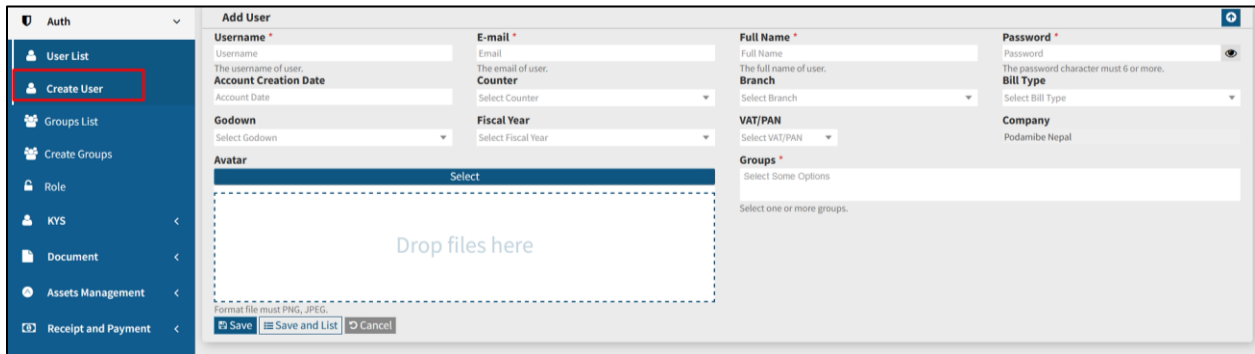 Auth
User List
Create User
Groups List
Create Groups
Role
KYS
Document
Assets Management
Receipt and Payment
Add User
Username * E-mail * Full Name * Password *
Username Email Full Name Password
The username of user. The email of user. The full name of user. The password character must 6 or more.
Account Creation Date Counter Branch Bill Type
Account Date Select Counter Select Branch Select Bill Type
Godown Fiscal Year VAT/PAN Company
Select Godown Select Fiscal Year Select VAT/PAN Podamibe Nepal
Avatar Groups *
Select Select Some Options
Select one or more groups.
Drop files here
Format file must PNG, JPEG.
Save Save and List Cancel